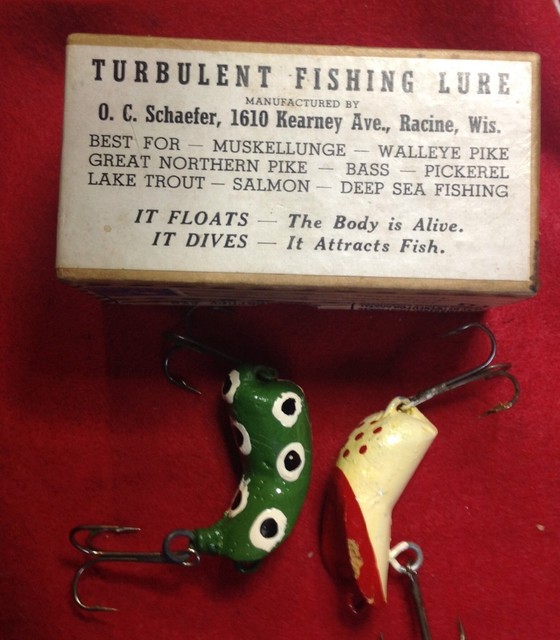 TURBULENT FISHING LURE
MANUFACTURED BY
O. C. Schaefer, 1610 Kearney Ave., Racine, Wis.
BEST FOR — MUSKELLUNGE — WALLEYE PIKE
GREAT NORTHERN PIKE — BASS — PICKEREL
LAKE TROUT — SALMON — DEEP SEA FISHING
IT FLOATS — The Body is Alive.
IT DIVES — It Attracts Fish.